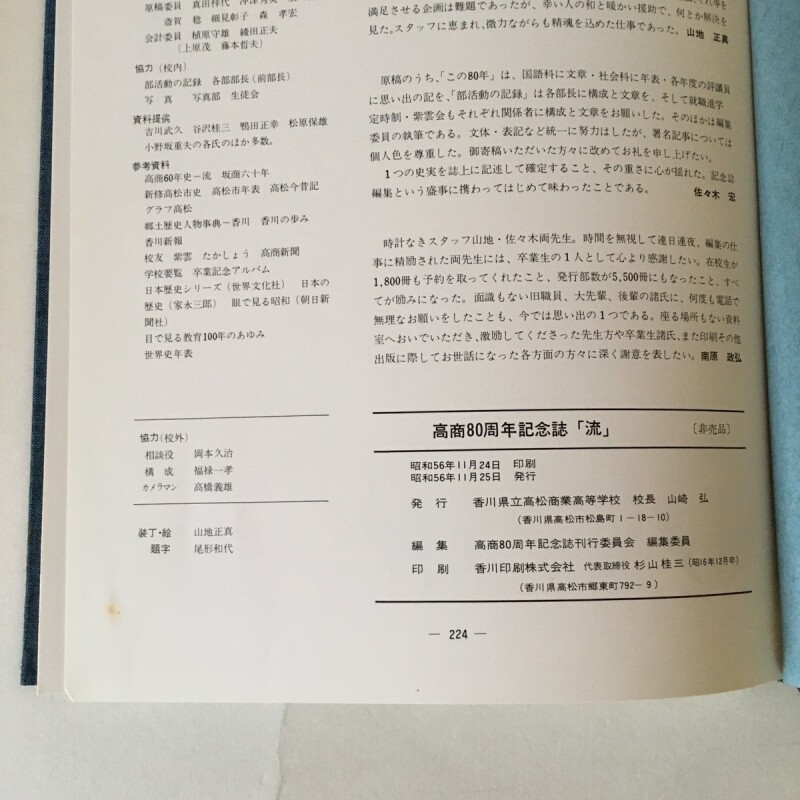 原稿委員 真田祥代
斎賀 稔 細見彰子 森 孝宏
会計委員 植原守雄 綾田正夫
(上原茂 藤本哲夫)
協力(校内)
部活動の記録 各部部長(前部長)
写 真 写真部 生徒会
資料提供
吉川武久 谷沢桂三 鴨田正幸 松原保雄
小野坂重夫の各氏のほか多数。
参考資料
高商60年史-流 坂商六十年
新修高松市史 高松市年表 高松今昔記
グラフ高松
郷土歴史人物事典-香川 香川の歩み
香川新報
校友 紫雲 たかしょう 高商新聞
学校要覧 卒業記念アルバム
日本歴史シリーズ(世界文化社) 日本の
歴史(家永三郎) 眼で見る昭和(朝日新
聞社)
目で見る教育100年のあゆみ
世界史年表
協力(校外)
相談役 岡本久治
構 成 福禄一孝
カメラマン 高橋義雄
装丁・絵 山地正真
題字 尾形和代
満足させる企画は難題であったが、幸い人の和と暖かい援助で、何とか解決を
見た。スタッフに恵まれ、微力ながらも精魂を込めた仕事であった。山地 正真
原稿のうち、「この80年」は、国語科に文章・社会科に年表・各年度の評議員
に思い出の記を、「部活動の記録」は各部長に構成と文章を、そして就職進学
定時制・紫雲会もそれぞれ関係者に構成と文章をお願いした。そのほかは編集
委員の執筆である。文体・表記など統一に努力はしたが、署名記事については
個人色を尊重した。御寄稿いただいた方々に改めてお礼を申し上げたい。
1つの史実を誌上に記述して確定すること、その重さに心が揺れた。記念誌
編集という盛事に携わってはじめて味わったことである。 佐々木 宏
時計なきスタッフ山地・佐々木両先生。時間を無視して連日連夜、編集の仕
事に精励された両先生には、卒業生の1人として心より感謝したい。在校生が
1,800冊も予約を取ってくれたこと、発行部数が5,500冊にもなったこと、すべ
てが励みになった。面識もない旧職員、大先輩、後輩の諸氏に、何度も電話で
無理なお願いをしたことも、今では思い出の1つである。座る場所もない資料
室へおいでいただき、激励してくださった先生方や卒業生諸氏、また印刷その他
出版に際してお世話になった各方面の方々に深く謝意を表したい。南原 政弘
高商80周年記念誌「流」 〔非売品〕
昭和56年11月24日 印刷
昭和56年11月25日 発行
発 行 香川県立高松商業高等学校 校長 山崎 弘
(香川県高松市松島町1-18-10)
編 集 高商80周年記念誌刊行委員会 編集委員
印 刷 香川印刷株式会社 代表取締役 杉山桂三(昭16年12月卒)
(香川県高松市郷東町792-9)
— 224 —